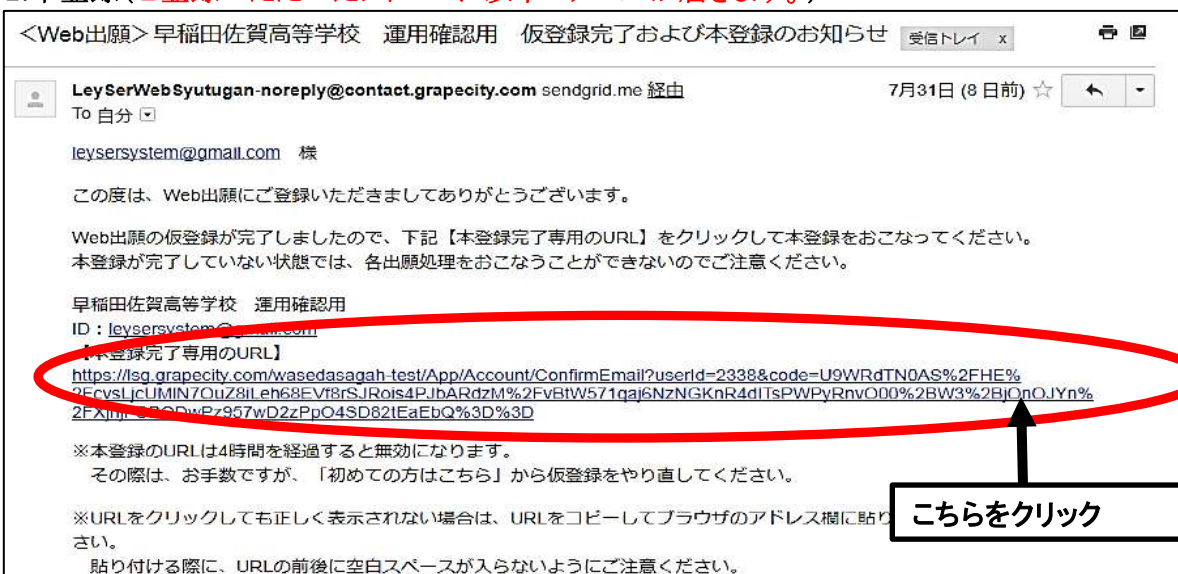 <Web出願>早稲田佐賀高等学校 運用確認用 仮登録完了および本登録のお知らせ 受信トレイ x
LeySerWebSyutugan-noreply@contact.grapecity.com sendgrid.me 経由 7月31日 (8 日前)
To 自分
leysersystem@gmail.com 様
この度は、Web出願にご登録いただきましてありがとうございます。
Web出願の仮登録が完了しましたので、下記【本登録完了専用のURL】をクリックして本登録をおこなってください。
本登録が完了していない状態では、各出願処理をおこなうことができないのでご注意ください。
早稲田佐賀高等学校 運用確認用
ID：leysersystem@gmail.com
【本登録完了専用のURL】
https://lsg.grapecity.com/wasedasagah-test/App/Account/ConfirmEmail?userId=2338&code=U9WRdTN0AS%2FHE%
※本登録のURLは4時間を経過すると無効になります。
その際は、お手数ですが、「初めての方はこちら」から仮登録をやり直してください。
こちらをクリック
※URLをクリックしても正しく表示されない場合は、URLをコピーしてブラウザのアドレス欄に貼り
さい。
貼り付ける際に、URLの前後に空白スペースが入らないようにご注意ください。